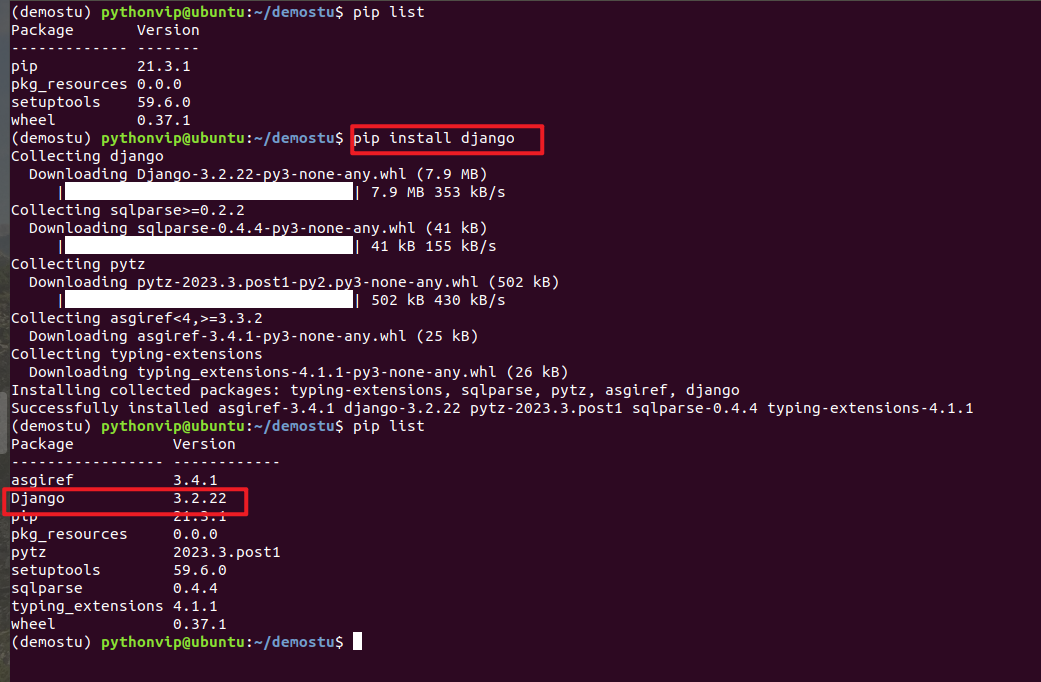 (demostu) pythonvip@ubuntu:~/demostu$ pip list
Package       Version
------------- -------
pip           21.3.1
pkg_resources 0.0.0
setuptools    59.6.0
wheel         0.37.1
(demostu) pythonvip@ubuntu:~/demostu$ pip install django
Collecting django
  Downloading Django-3.2.22-py3-none-any.whl (7.9 MB)
     |                                | 7.9 MB 353 kB/s
Collecting sqlparse>=0.2.2
  Downloading sqlparse-0.4.4-py3-none-any.whl (41 kB)
     |                                | 41 kB 155 kB/s
Collecting pytz
  Downloading pytz-2023.3.post1-py2.py3-none-any.whl (502 kB)
     |                                | 502 kB 430 kB/s
Collecting asgiref<4,>=3.3.2
  Downloading asgiref-3.4.1-py3-none-any.whl (25 kB)
Collecting typing-extensions
  Downloading typing_extensions-4.1.1-py3-none-any.whl (26 kB)
Installing collected packages: typing-extensions, sqlparse, pytz, asgiref, django
Successfully installed asgiref-3.4.1 django-3.2.22 pytz-2023.3.post1 sqlparse-0.4.4 typing-extensions-4.1.1
(demostu) pythonvip@ubuntu:~/demostu$ pip list
Package           Version
----------------- ------------
asgiref           3.4.1
Django            3.2.22
pip               21.3.1
pkg_resources     0.0.0
pytz              2023.3.post1
setuptools        59.6.0
sqlparse          0.4.4
typing_extensions 4.1.1
wheel             0.37.1
(demostu) pythonvip@ubuntu:~/demostu$